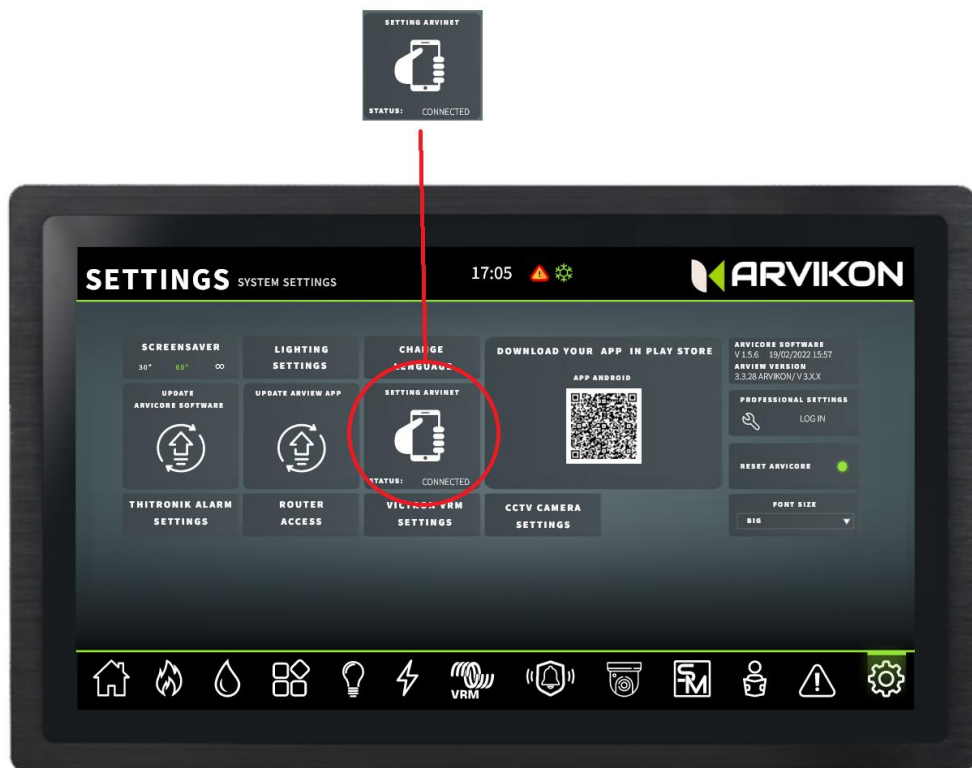 SETTING ARVINET
STATUS: CONNECTED
SETTINGS SYSTEM SETTINGS
17:05
ARVIKON
SCREENSAVER
30" 60" ∞
LIGHTING
SETTINGS
CHANGE
LENGUAGE
DOWNLOAD YOUR APP IN PLAY STORE
APP ANDROID
ARVICORE SOFTWARE
V 1.5.6 19/02/2022 15:57
ARVIEW VERSION
3.3.28 ARVIKON/ V 3.X.X
UPDATE
ARVICORE SOFTWARE
UPDATE ARVIEW APP
SETTING ARVINET
STATUS: CONNECTED
PROFESSIONAL SETTINGS
LOG IN
RESET ARVICORE
THITRONIK ALARM
SETTINGS
ROUTER
ACCESS
VICTRON VRM
SETTINGS
CCTV CAMERA
SETTINGS
FONT SIZE
BIG
VRM
SM